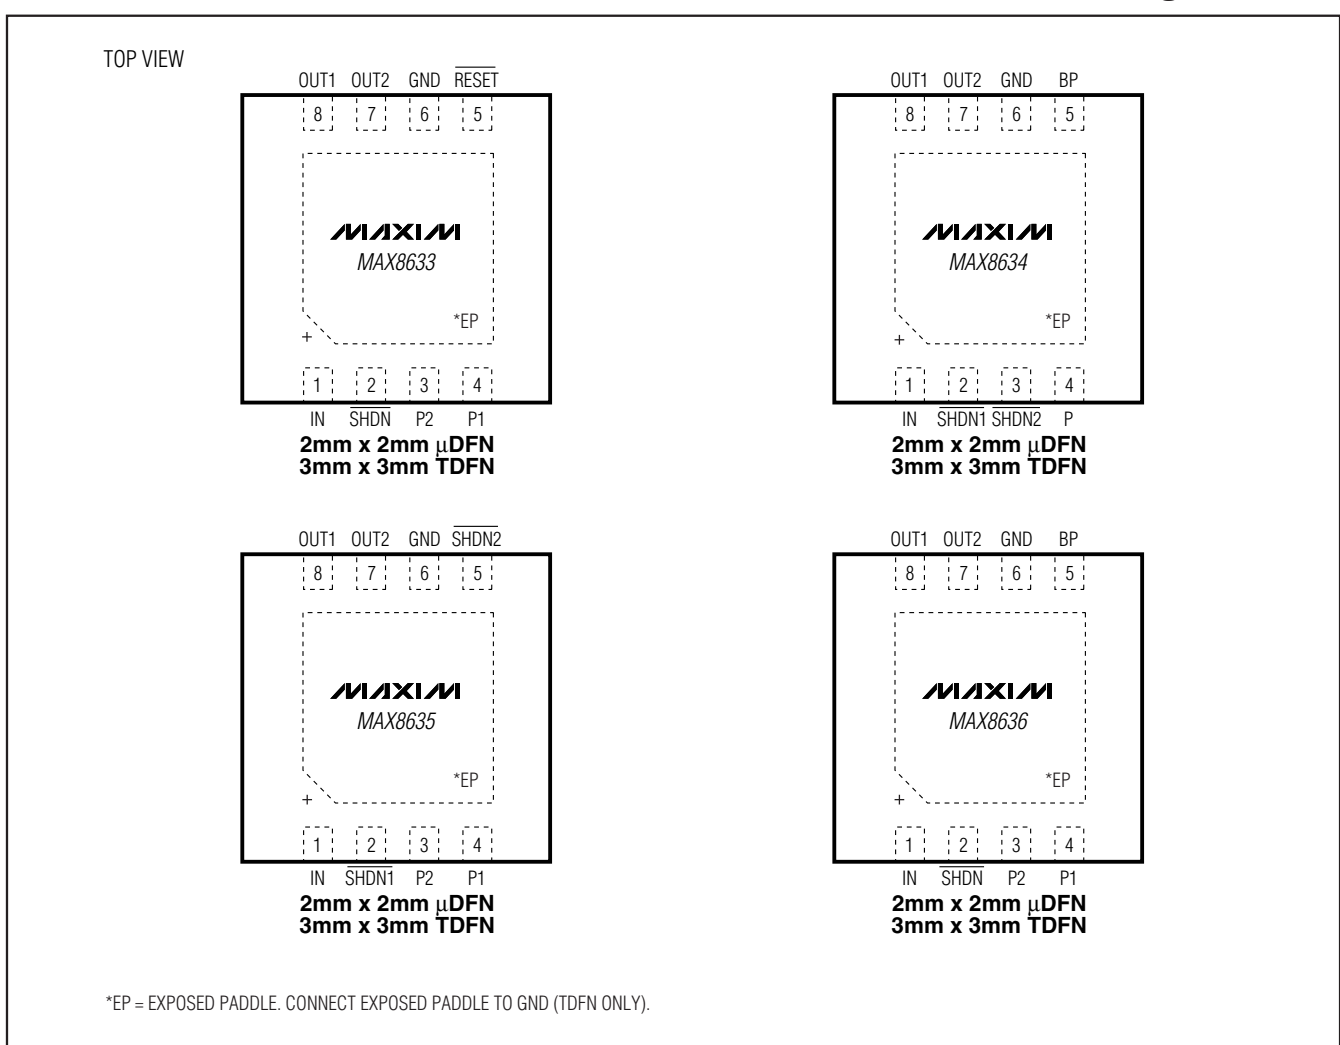 TOP VIEW
OUT1 OUT2 GND RESET
8 7 6 5
MAXIM
MAX8633
*EP
+
1 2 3 4
IN SHDN P2 P1
2mm x 2mm µDFN
3mm x 3mm TDFN
OUT1 OUT2 GND BP
8 7 6 5
MAXIM
MAX8634
*EP
+
1 2 3 4
IN SHDN1 SHDN2 P
2mm x 2mm µDFN
3mm x 3mm TDFN
OUT1 OUT2 GND SHDN2
8 7 6 5
MAXIM
MAX8635
*EP
+
1 2 3 4
IN SHDN1 P2 P1
2mm x 2mm µDFN
3mm x 3mm TDFN
OUT1 OUT2 GND BP
8 7 6 5
MAXIM
MAX8636
*EP
+
1 2 3 4
IN SHDN P2 P1
2mm x 2mm µDFN
3mm x 3mm TDFN
*EP = EXPOSED PADDLE. CONNECT EXPOSED PADDLE TO GND (TDFN ONLY).